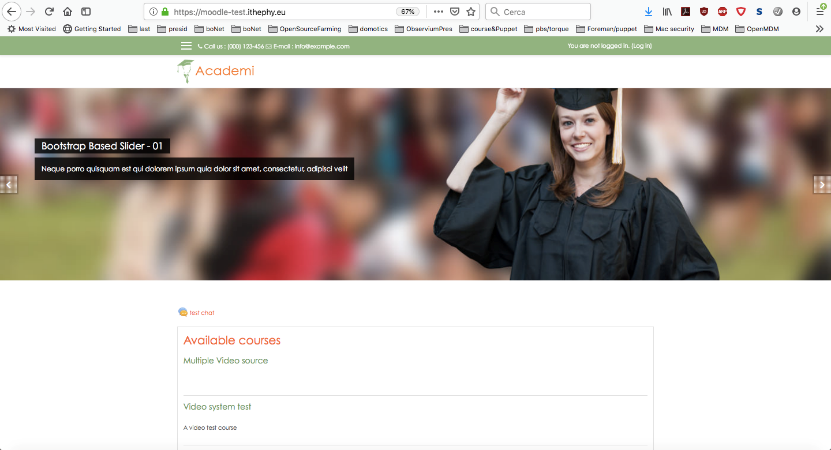 https://moodle-test.ithephy.eu
67%
Cerca
Most Visited Getting Started last presid boNet boNet OpenSourceFarming domotics ObserviumPres course&Puppet pbs/torque Foreman/puppet Mac security MDM OpenMDM
Call us : (000) 123-456 E-mail : info@example.com
You are not logged in. (Log in)
Academi
Bootstrap Based Slider - 01
Neque porro quisquam est qui dolorem ipsum quia dolor sit amet, consectetur, adipisci velit
test chat
Available courses
Multiple Video source
Video system test
A video test course